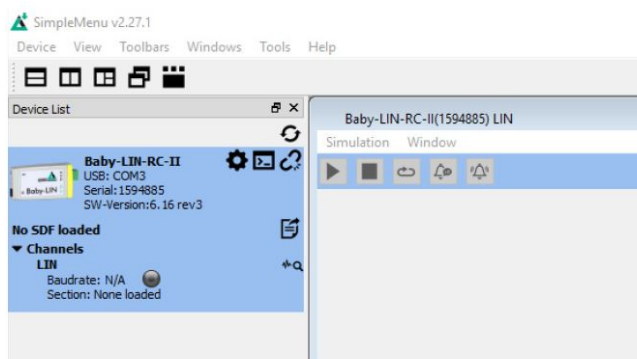 SimpleMenu v2.27.1
Device View Toolbars Windows Tools Help
Device List
Baby-LIN-RC-II
USB: COM3
Serial: 1594885
SW-Version: 6.16 rev3
Baby-LIN
No SDF loaded
Channels
LIN
Baudrate: N/A
Section: None loaded
Baby-LIN-RC-II(1594885) LIN
Simulation Window